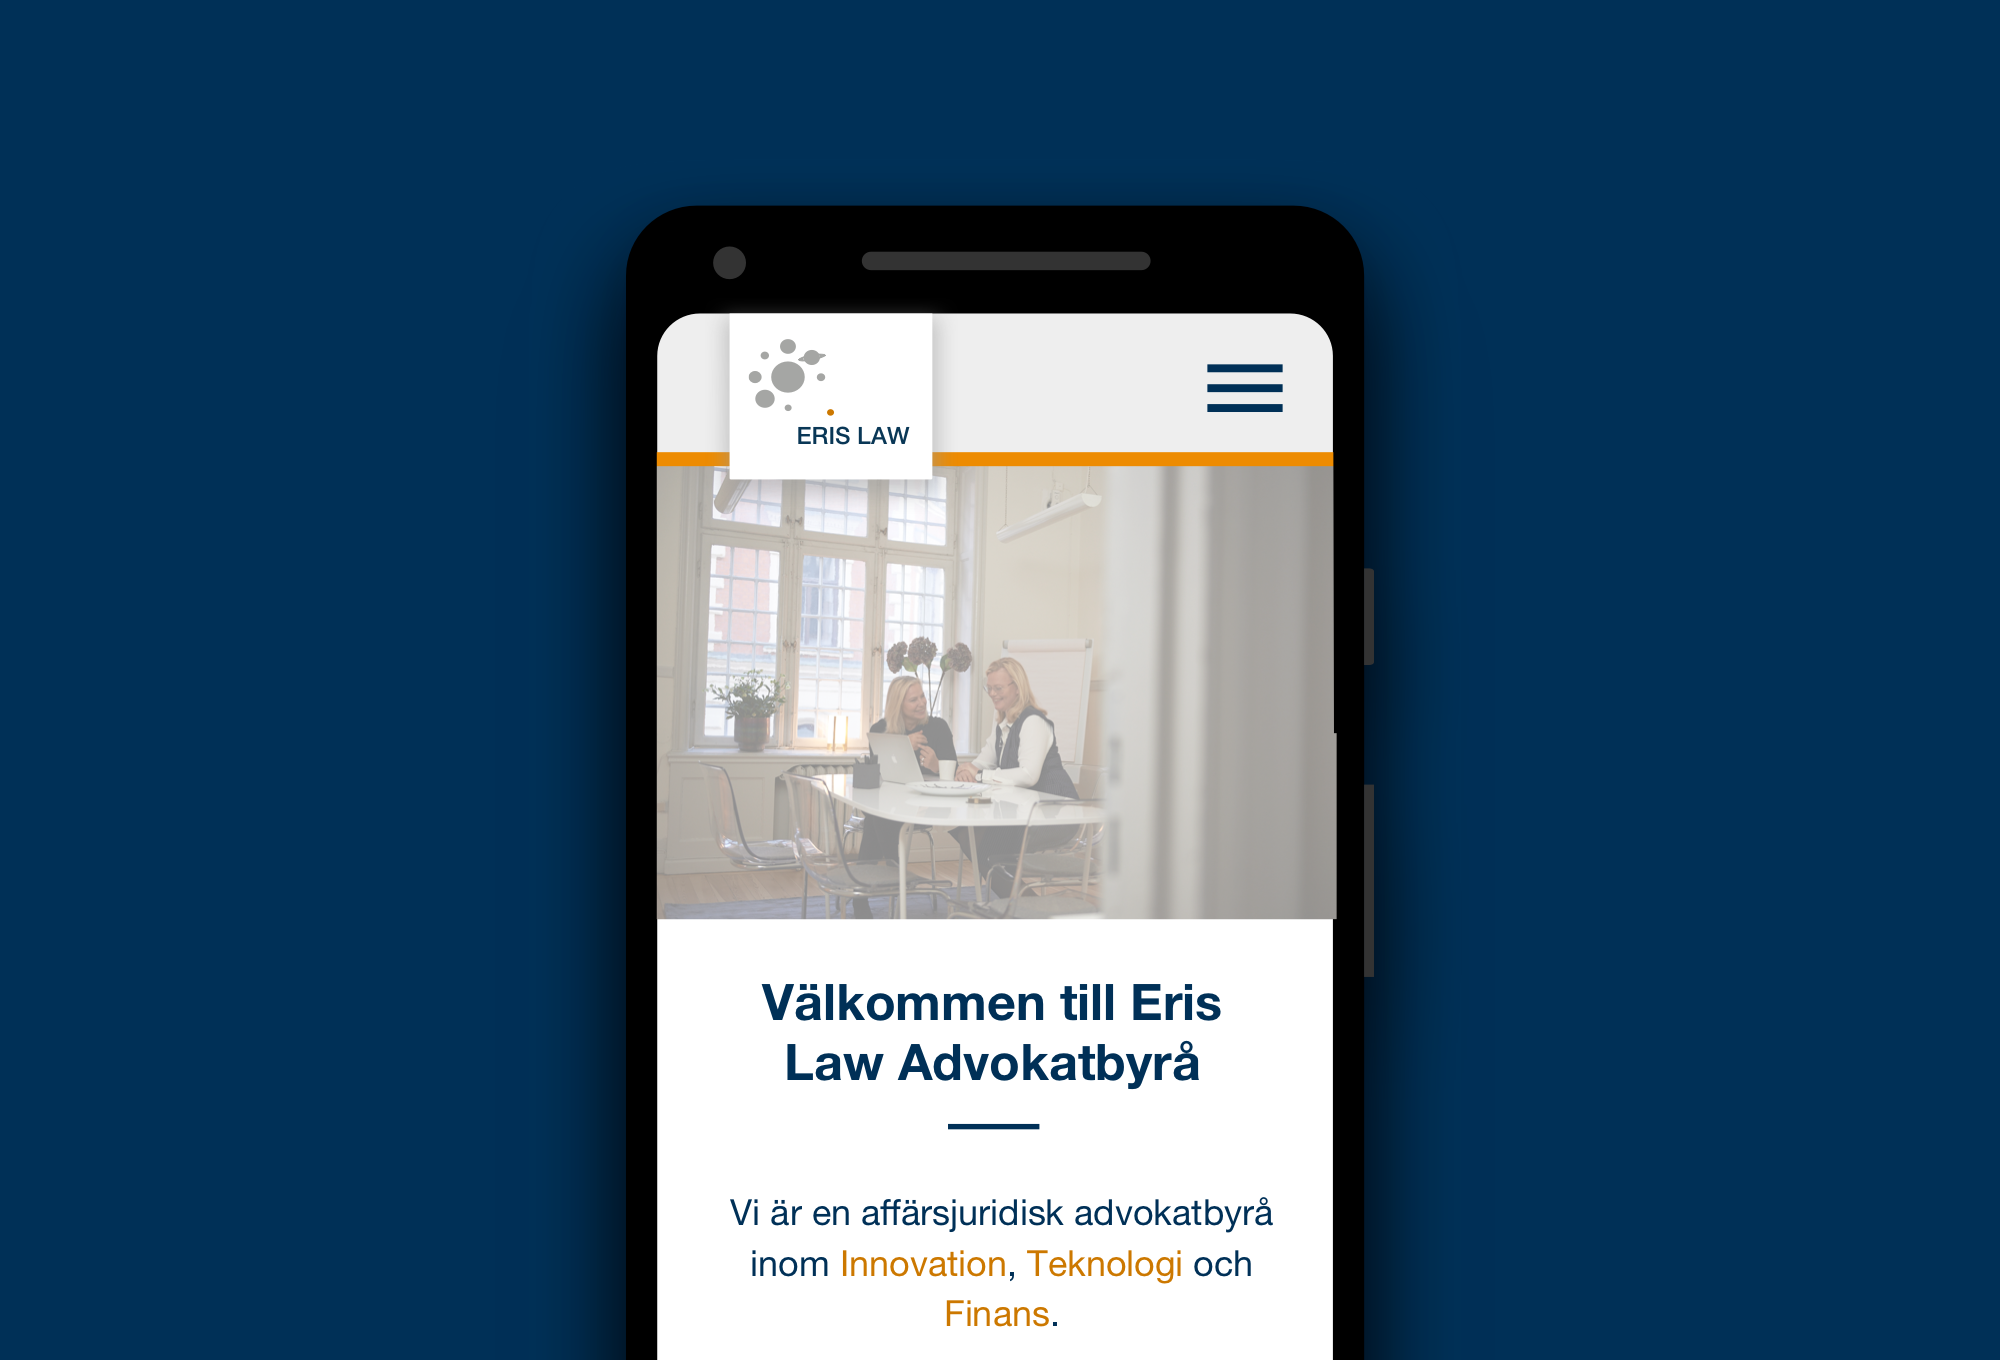 ERIS LAW
Välkommen till Eris
Law Advokatbyrå
Vi är en affärsjuridisk advokatbyrå
inom Innovation, Teknologi och
Finans.